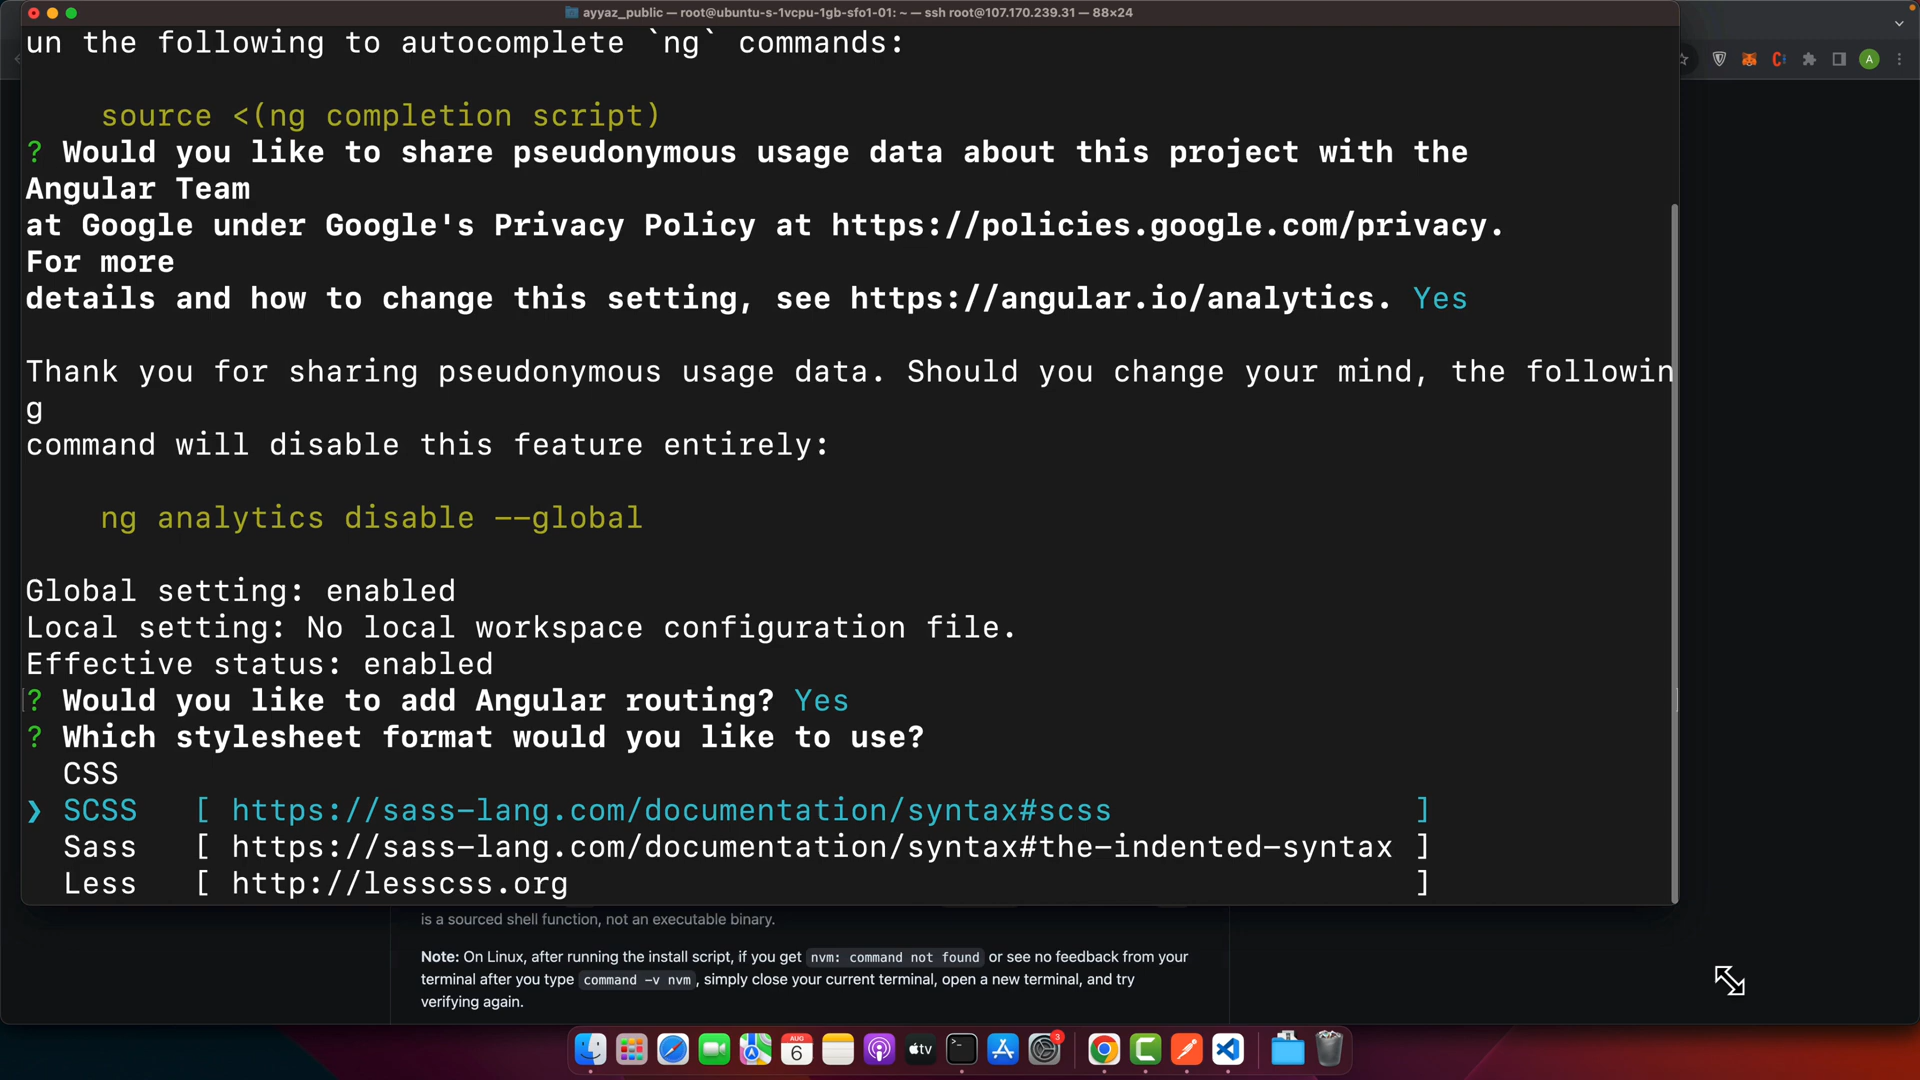 ayyaz_public — root@ubuntu-s-1vcpu-1gb-sfo1-01: ~ — ssh root@107.170.239.31 — 88×24
un the following to autocomplete `ng` commands:
source <(ng completion script)
? Would you like to share pseudonymous usage data about this project with the
Angular Team
at Google under Google's Privacy Policy at https://policies.google.com/privacy.
For more
details and how to change this setting, see https://angular.io/analytics. Yes
Thank you for sharing pseudonymous usage data. Should you change your mind, the followin
g
command will disable this feature entirely:
ng analytics disable --global
Global setting: enabled
Local setting: No local workspace configuration file.
Effective status: enabled
? Would you like to add Angular routing? Yes
? Which stylesheet format would you like to use?
CSS
❯ SCSS [ https://sass-lang.com/documentation/syntax#scss ]
Sass [ https://sass-lang.com/documentation/syntax#the-indented-syntax ]
Less [ http://lesscss.org ]
is a sourced shell function, not an executable binary.
Note: On Linux, after running the install script, if you get nvm: command not found or see no feedback from your
terminal after you type command -v nvm , simply close your current terminal, open a new terminal, and try
verifying again.
A
AUG
6
tv
3